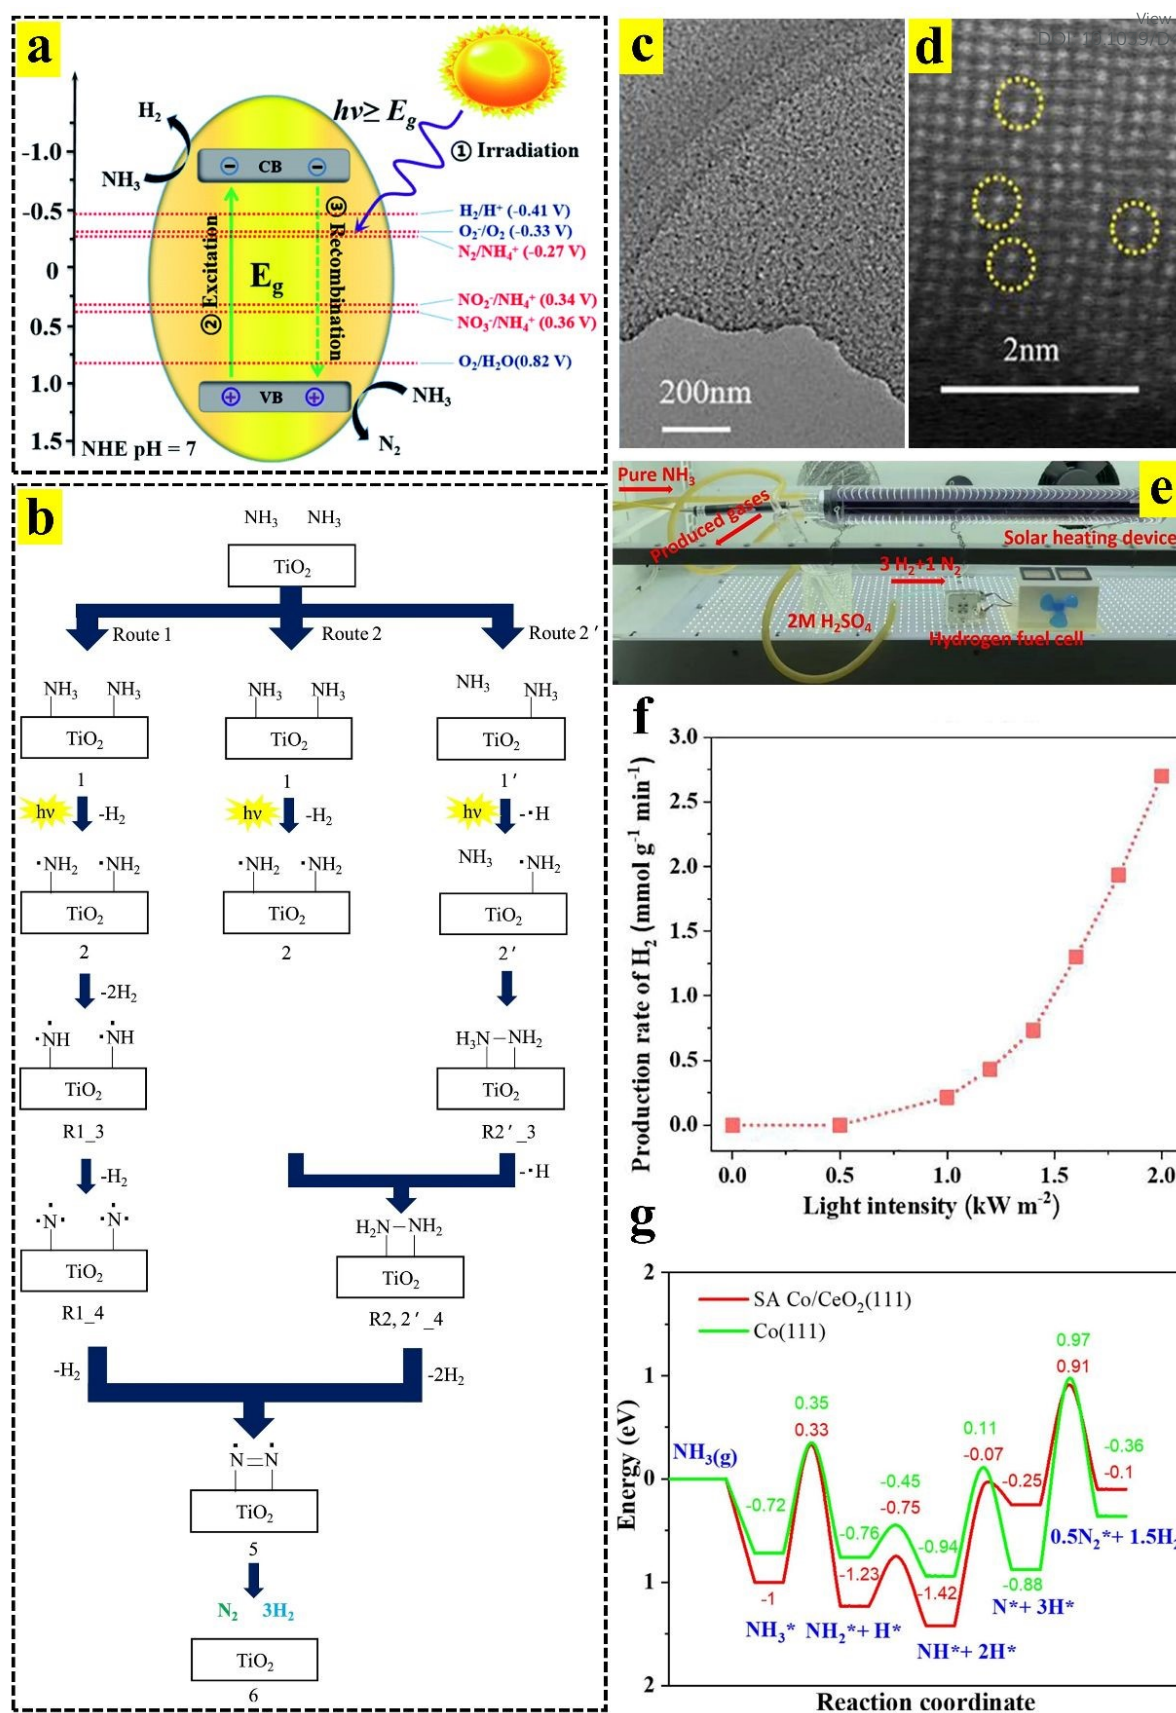 View
a
hν≥ Eg
① Irradiation
H₂
NH₃
CB
-1.0
-0.5
0
0.5
1.0
1.5
② Excitation
Eg
③ Recombination
H₂/H⁺ (-0.41 V)
O₂⁻/O₂ (-0.33 V)
N₂/NH₄⁺ (-0.27 V)
NO₂⁻/NH₄⁺ (0.34 V)
NO₃⁻/NH₄⁺ (0.36 V)
O₂/H₂O(0.82 V)
VB
NH₃
N₂
NHE pH = 7
b
NH₃ NH₃
TiO₂
Route 1 Route 2 Route 2 ′
NH₃ NH₃ NH₃ NH₃ NH₃ NH₃
TiO₂ TiO₂ TiO₂
1 1 1 ′
hν -H₂ hν -H₂ hν -·H
·NH₂ ·NH₂ ·NH₂ ·NH₂ NH₃ ·NH₂
TiO₂ TiO₂ TiO₂
2 2 2 ′
-2H₂
·NH ·NH H₃N – NH₂
TiO₂ TiO₂
R1_3 R2 ′ _3
-H₂ -·H
·N· ·N· H₂N – NH₂
TiO₂ TiO₂
R1_4 R2, 2 ′ _4
-H₂ -2H₂
N = N
TiO₂
5
N₂ 3H₂
TiO₂
6
c
200nm
d
2nm
e
Pure NH₃
Produced gases
Solar heating device
3 H₂+1 N₂
2M H₂SO₄
Hydrogen fuel cell
f
Production rate of H₂ (mmol g⁻¹ min⁻¹)
3.0
2.5
2.0
1.5
1.0
0.5
0.0
0.0 0.5 1.0 1.5 2.0
Light intensity (kW m⁻²)
g
Energy (eV)
2
1
0
1
2
SA Co/CeO₂(111)
Co(111)
NH₃(g)
-0.72
-1
NH₃*
0.35
0.33
-0.76
-1.23
NH₂*+ H*
-0.45
-0.75
-0.94
-1.42
NH*+ 2H*
0.11
-0.07
-0.25
-0.88
N*+ 3H*
0.97
0.91
-0.36
-0.1
0.5N₂*+ 1.5H₂
Reaction coordinate